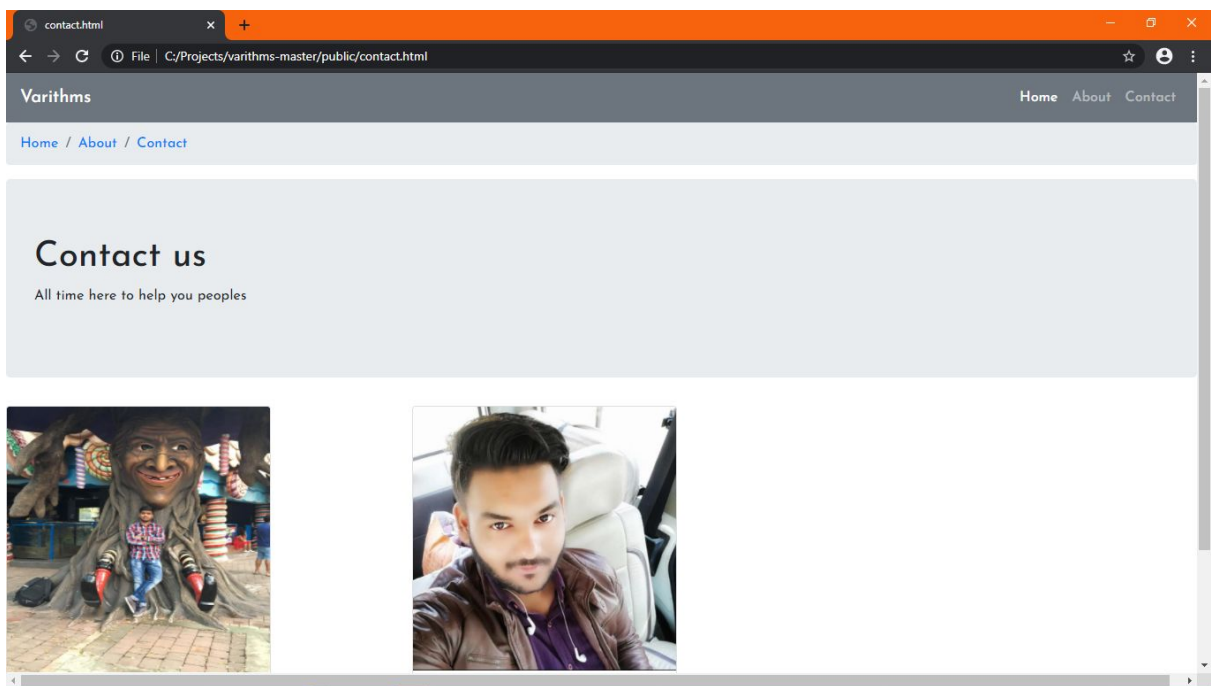 contact.html
File | C:/Projects/varithms-master/public/contact.html
Varithms
Home About Contact
Home / About / Contact
Contact us
All time here to help you peoples